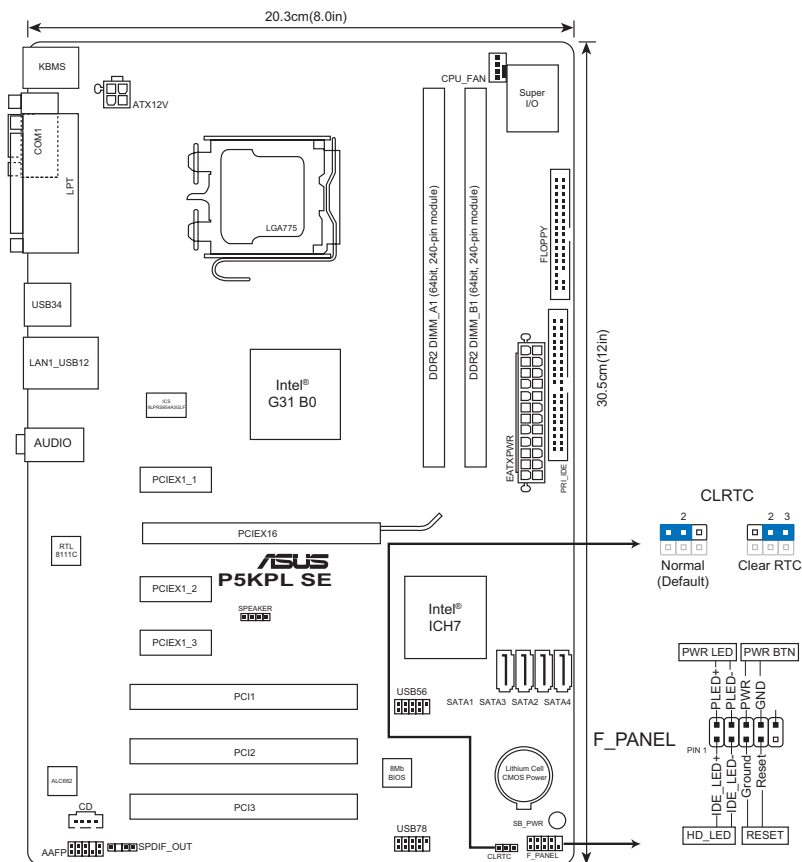 20.3cm(8.0in)
KBMS
ATX12V
CPU_FAN
Super
I/O
COM1
LPT
LGA775
DDR2 DIMM_A1 (64bit, 240-pin module)
DDR2 DIMM_B1 (64bit, 240-pin module)
FLOPPY
30.5cm(12in)
USB34
LAN1_USB12
Intel®
G31 B0
EATXPWR
PRI_IDE
ICS
AUDIO
PCIEX1_1
CLRTC
2
2 3
Normal
(Default)
Clear RTC
PCIEX16
RTL
8111C
ASUS
P5KPL SE
PCIEX1_2
SPEAKER
Intel®
ICH7
PCIEX1_3
USB56
SATA1 SATA3 SATA2 SATA4
PWR LED
PWR BTN
PLED+
PLED-
PWR
GND
F_PANEL
PIN 1
IDE_LED+
IDE_LED-
Ground
Reset
HD_LED
RESET
PCI1
PCI2
PCI3
ALC662
8Mb
BIOS
Lithium Cell
CMOS Power
CD
SB_PWR
AAFP
SPDIF_OUT
USB78
CLRTC
F_PANEL